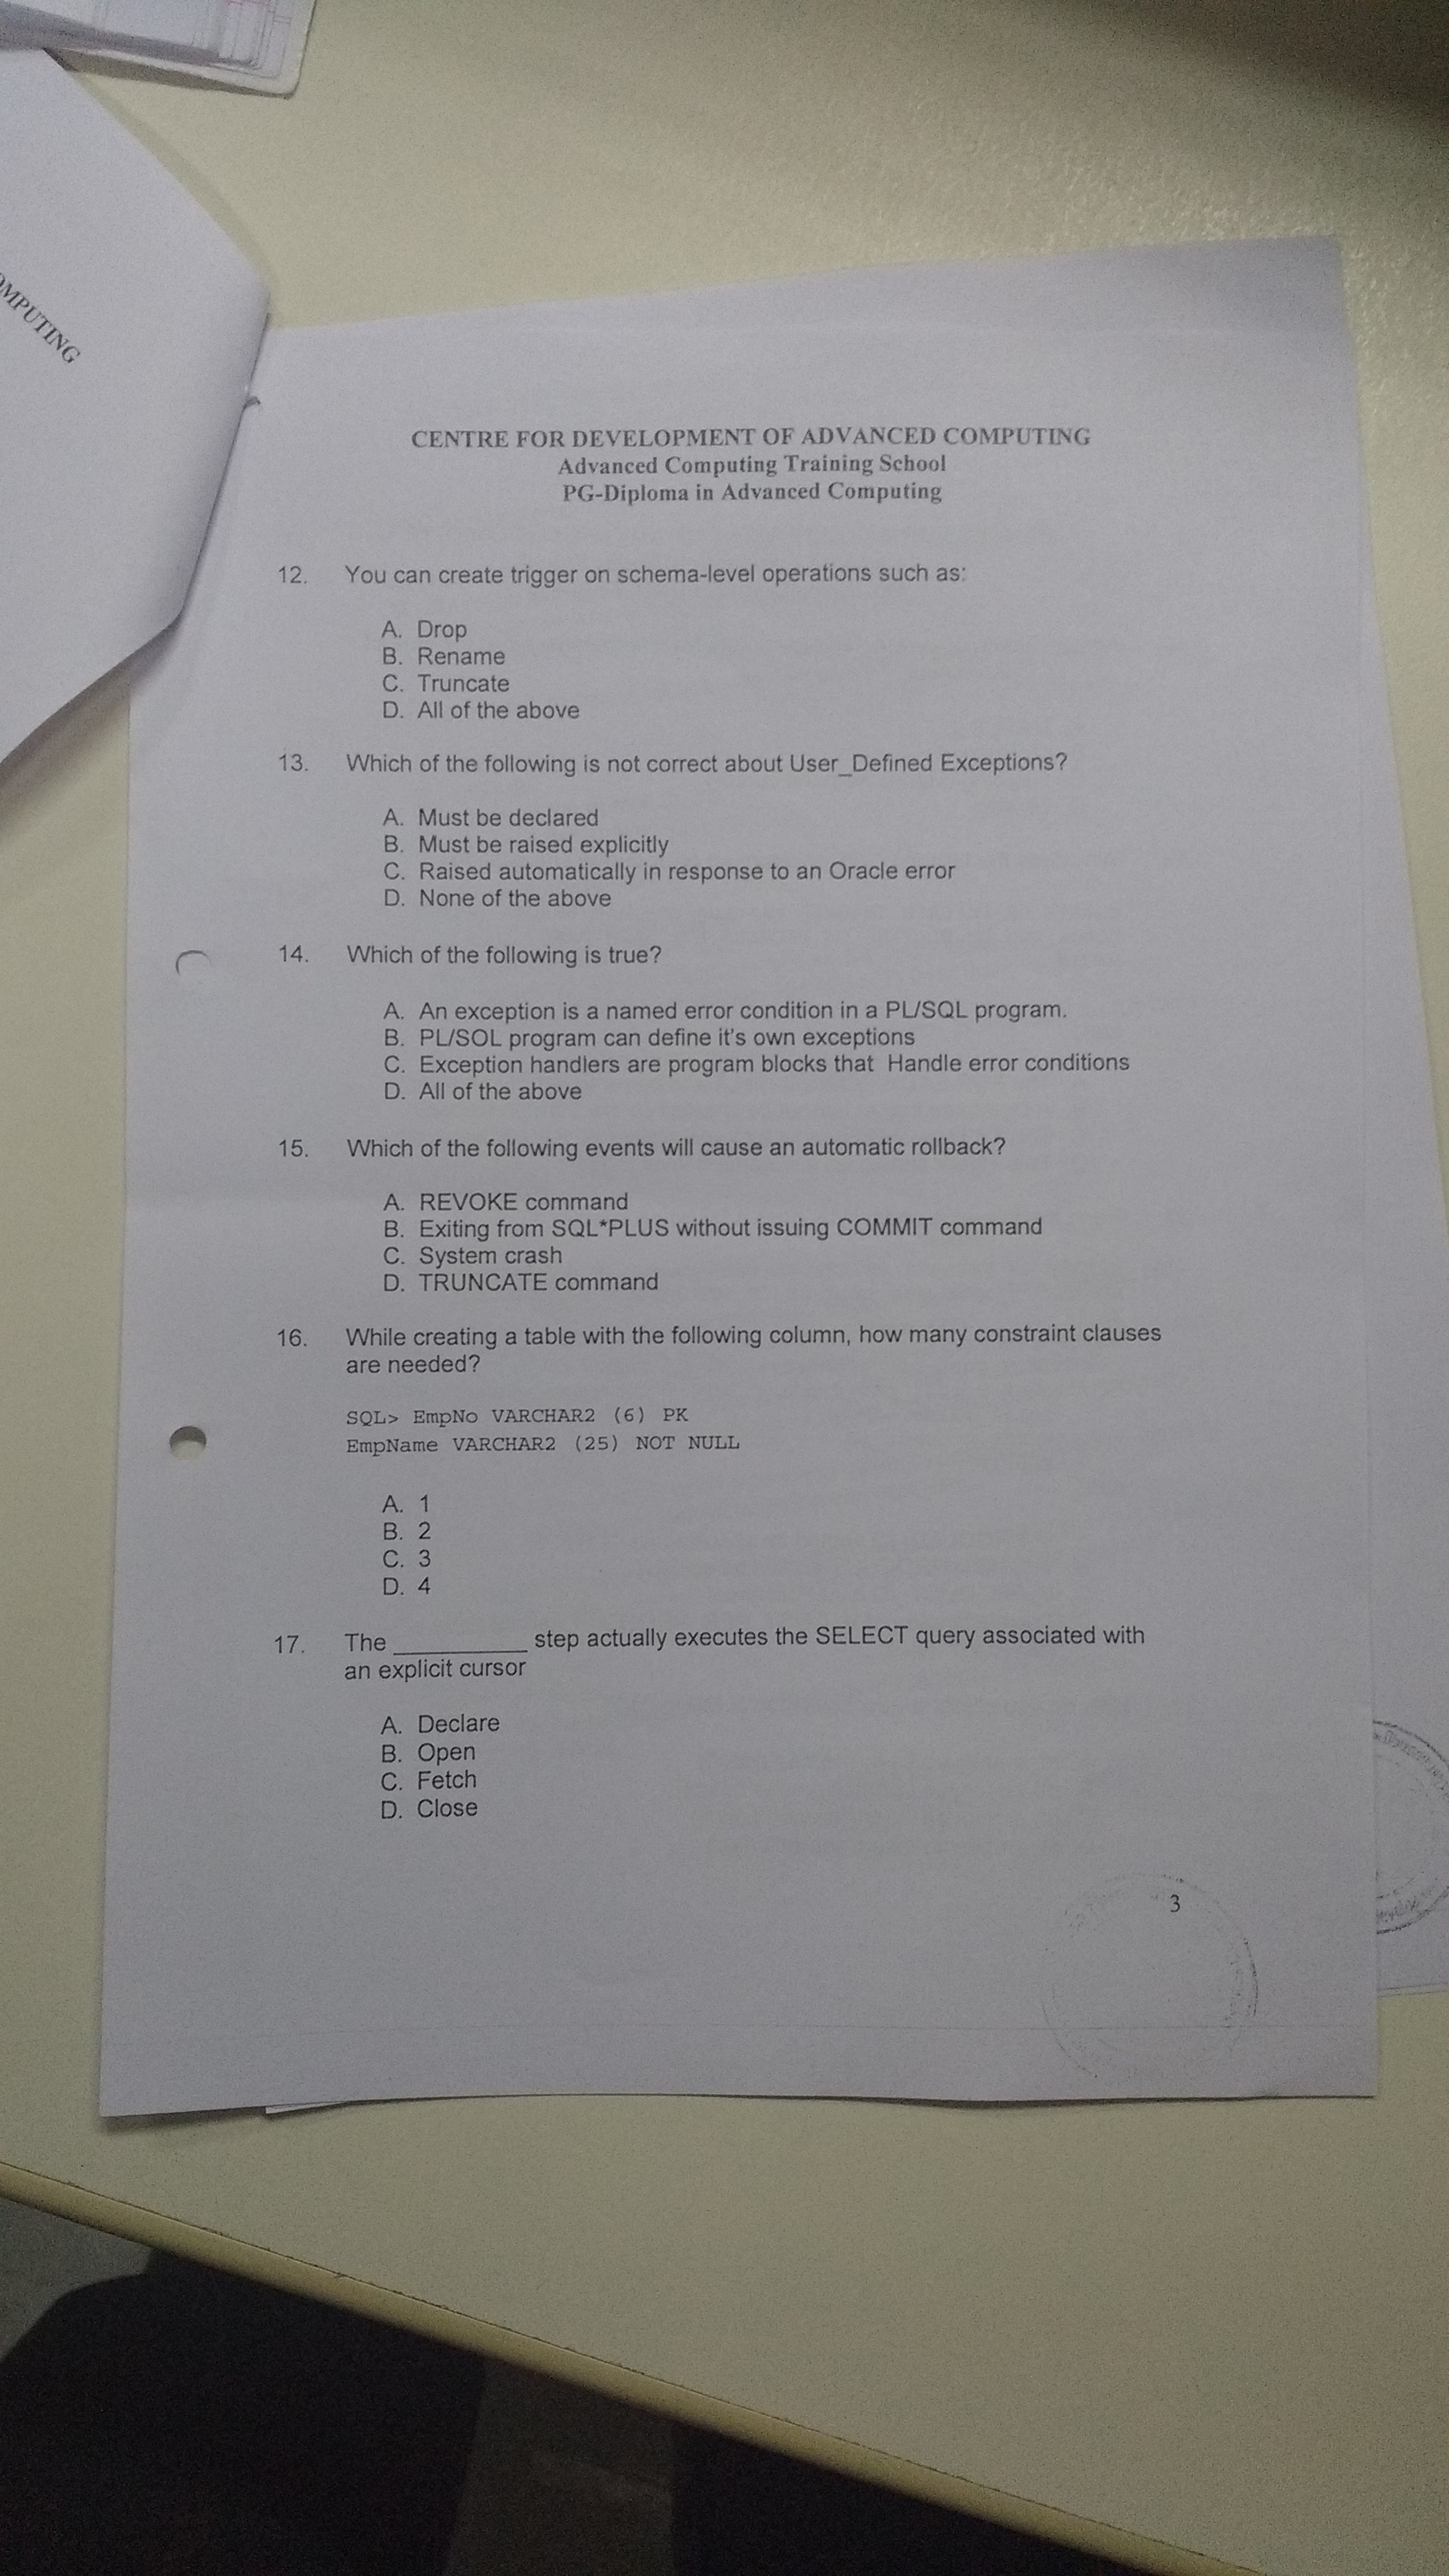 OMPUTING
CENTRE FOR DEVELOPMENT OF ADVANCED COMPUTING
Advanced Computing Training School
PG-Diploma in Advanced Computing
12. You can create trigger on schema-level operations such as:
A. Drop
B. Rename
C. Truncate
D. All of the above
13. Which of the following is not correct about User_Defined Exceptions?
A. Must be declared
B. Must be raised explicitly
C. Raised automatically in response to an Oracle error
D. None of the above
14. Which of the following is true?
A. An exception is a named error condition in a PL/SQL program.
B. PL/SOL program can define it's own exceptions
C. Exception handlers are program blocks that Handle error conditions
D. All of the above
15. Which of the following events will cause an automatic rollback?
A. REVOKE command
B. Exiting from SQL*PLUS without issuing COMMIT command
C. System crash
D. TRUNCATE command
16. While creating a table with the following column, how many constraint clauses
are needed?
SQL> EmpNo VARCHAR2 (6) PK
EmpName VARCHAR2 (25) NOT NULL
A. 1
B. 2
C. 3
D. 4
17. The __________ step actually executes the SELECT query associated with
an explicit cursor
A. Declare
B. Open
C. Fetch
D. Close
3